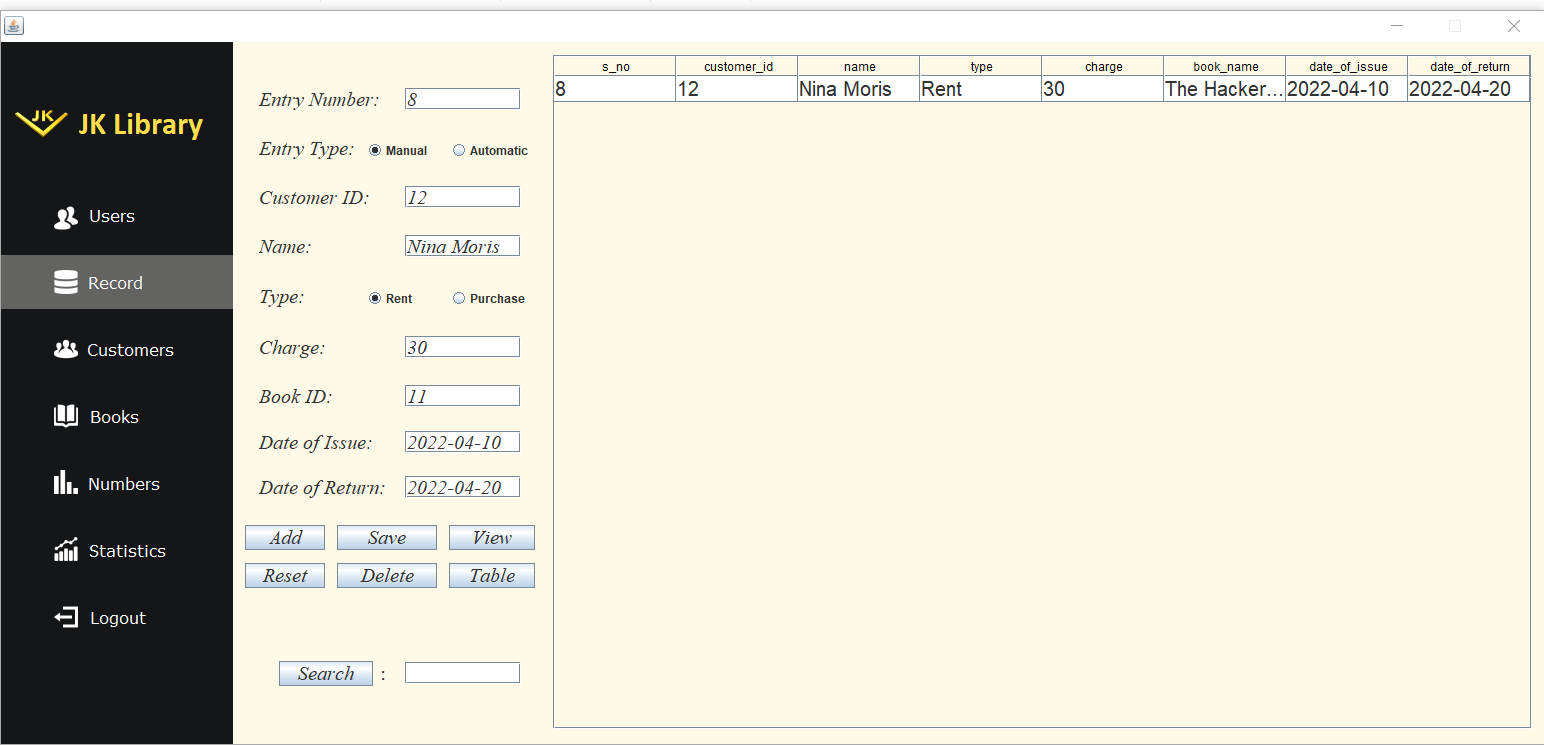 JK
JK Library
Users
Record
Customers
Books
Numbers
Statistics
Logout
Entry Number: 8
Entry Type: Manual Automatic
Customer ID: 12
Name: Nina Moris
Type: Rent Purchase
Charge: 30
Book ID: 11
Date of Issue: 2022-04-10
Date of Return: 2022-04-20
Add Save View
Reset Delete Table
Search :
s_no customer_id name type charge book_name date_of_issue date_of_return
8 12 Nina Moris Rent 30 The Hacker... 2022-04-10 2022-04-20